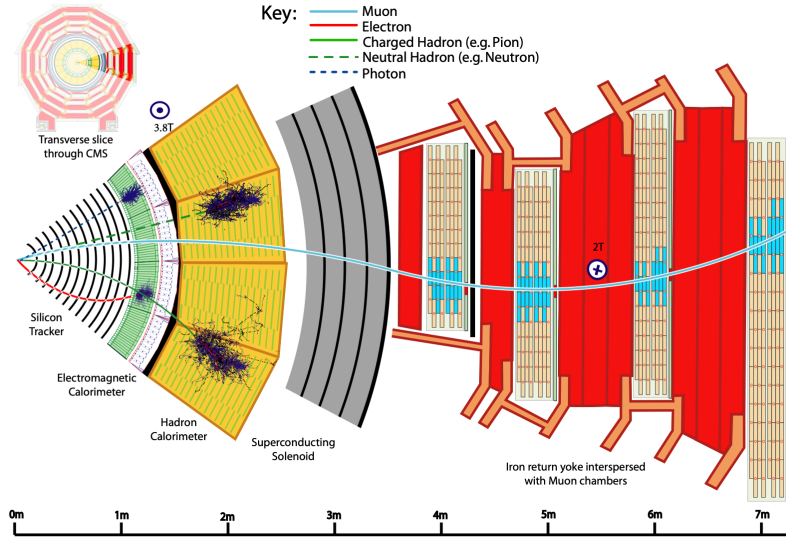 Key:
Muon
Electron
Charged Hadron (e.g. Pion)
Neutral Hadron (e.g. Neutron)
Photon
Transverse slice
through CMS
3.8T
2T
Silicon
Tracker
Electromagnetic
Calorimeter
Hadron
Calorimeter
Superconducting
Solenoid
Iron return yoke interspersed
with Muon chambers
0m 1m 2m 3m 4m 5m 6m 7m